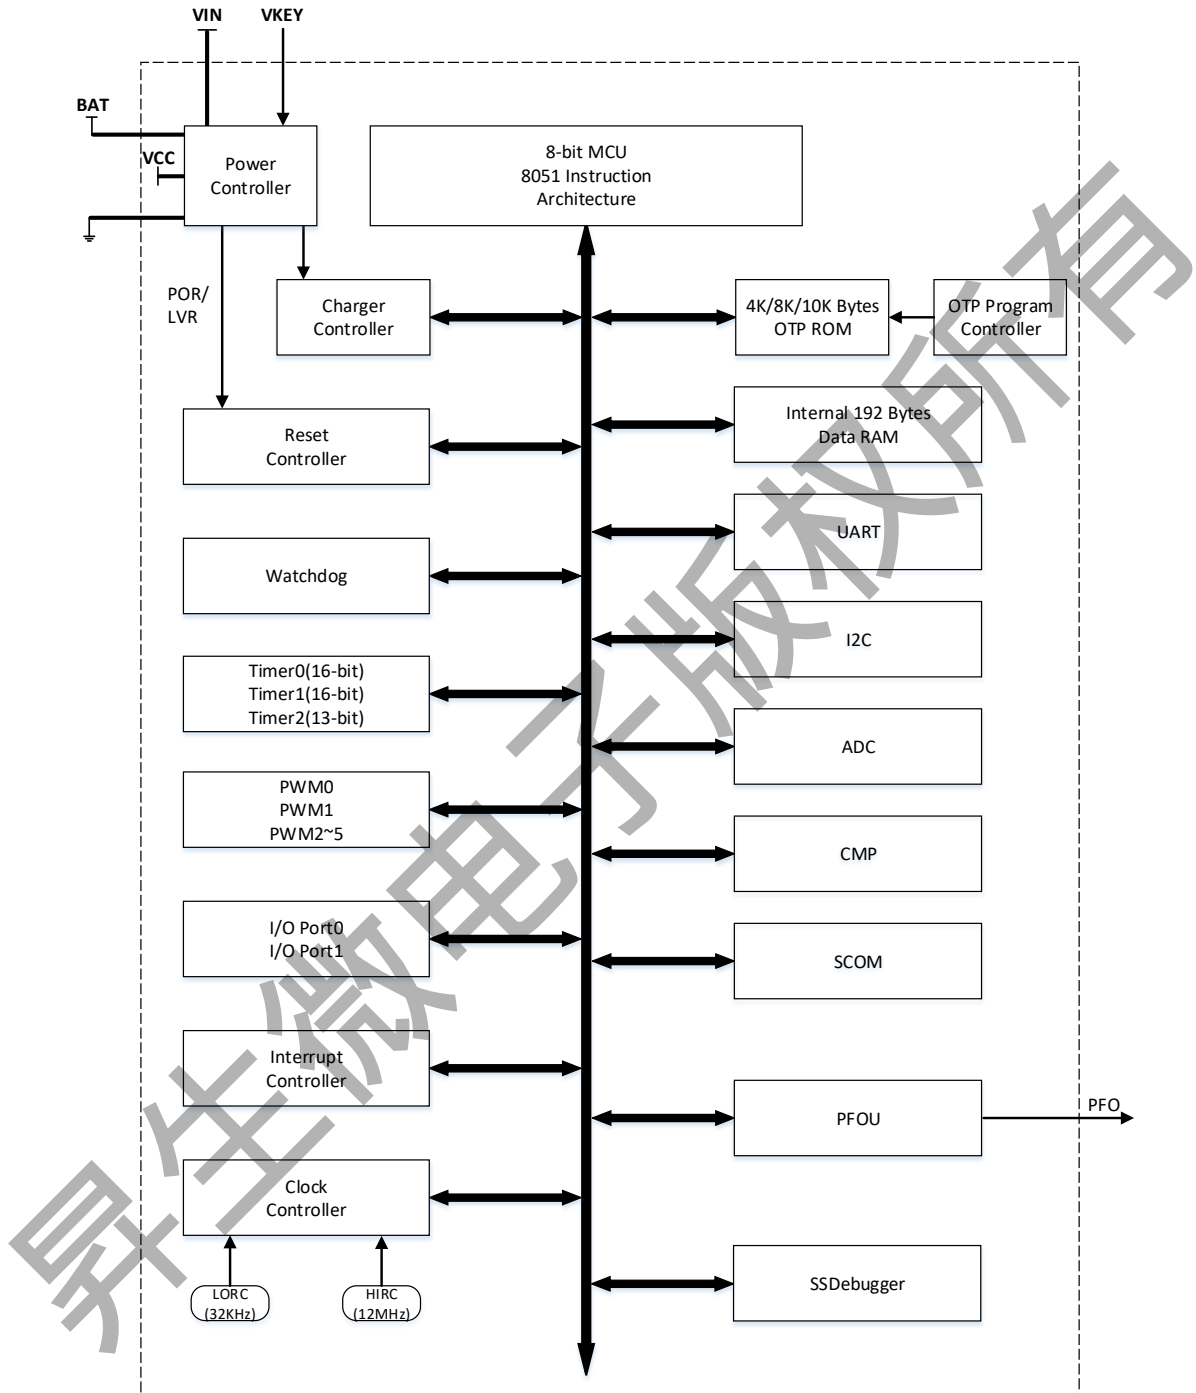 VIN
VKEY
BAT
VCC
Power
Controller
8-bit MCU
8051 Instruction
Architecture
POR/
LVR
Charger
Controller
4K/8K/10K Bytes
OTP ROM
OTP Program
Controller
Reset
Controller
Internal 192 Bytes
Data RAM
UART
Watchdog
I2C
Timer0(16-bit)
Timer1(16-bit)
Timer2(13-bit)
ADC
PWM0
PWM1
PWM2~5
CMP
I/O Port0
I/O Port1
SCOM
Interrupt
Controller
PFOU
PFO
Clock
Controller
SSDebugger
LORC
(32KHz)
HIRC
(12MHz)
昇生微电子版权所有